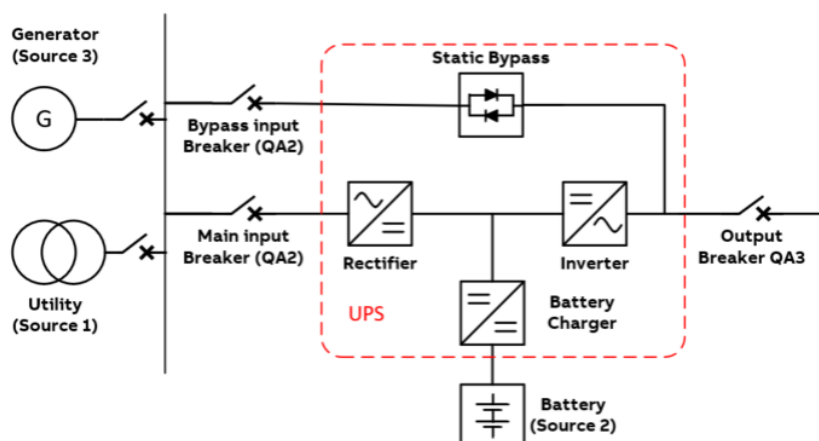 Generator
(Source 3)
G
Static Bypass
Bypass input
Breaker (QA2)
Main input
Breaker (QA2)
Rectifier
Inverter
Output
Breaker QA3
Utility
(Source 1)
UPS
Battery
Charger
Battery
(Source 2)